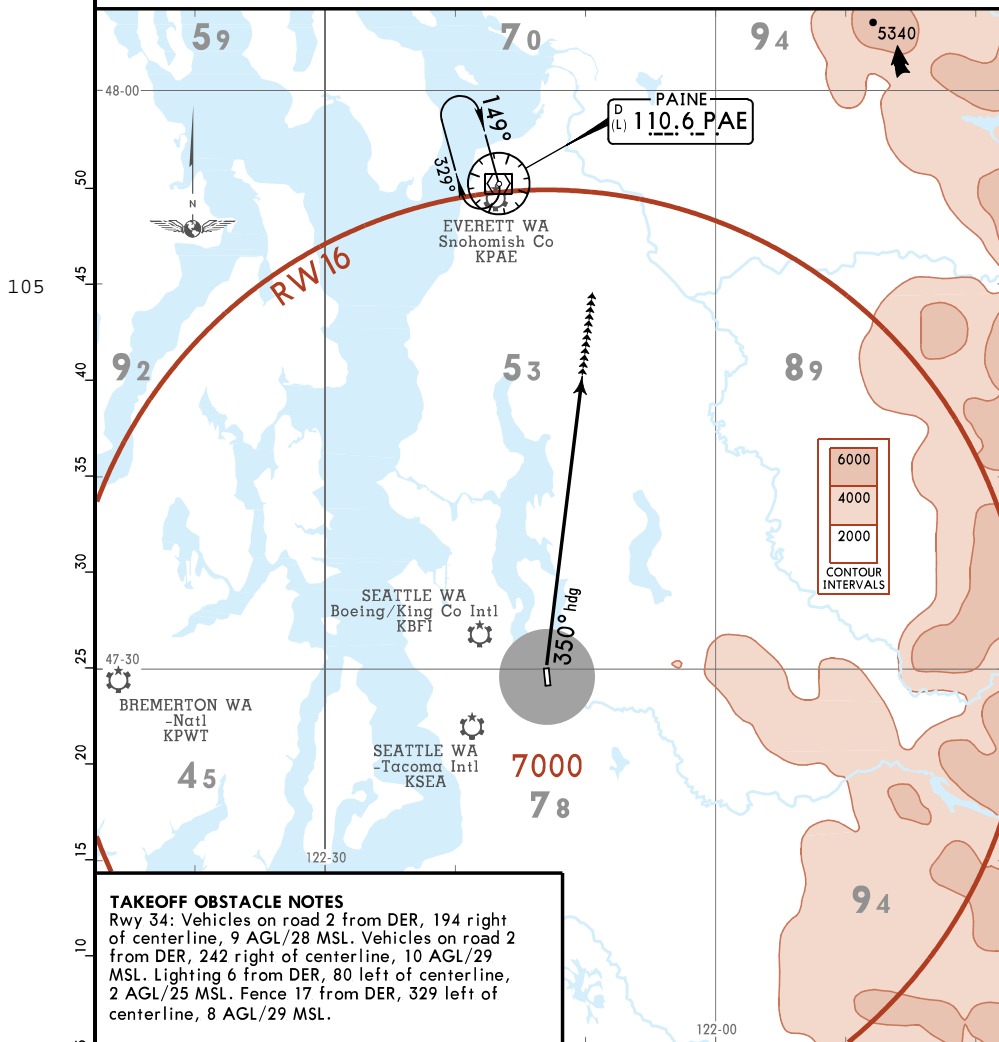 59
70
94
5340
48-00
149°
PAINE
D
(L) 110.6 PAE
329°
50
N
EVERETT WA
Snohomish Co
KPAE
RW16
45
105
92
53
89
40
35
6000
4000
2000
CONTOUR
INTERVALS
30
SEATTLE WA
Boeing/King Co Intl
KBFI
350° hdg
47-30
25
BREMERTON WA
-Natl
KPWT
SEATTLE WA
-Tacoma Intl
KSEA
20
7000
45
78
15
122-30
94
TAKEOFF OBSTACLE NOTES
Rwy 34: Vehicles on road 2 from DER, 194 right
of centerline, 9 AGL/28 MSL. Vehicles on road 2
from DER, 242 right of centerline, 10 AGL/29
MSL. Lighting 6 from DER, 80 left of centerline,
2 AGL/25 MSL. Fence 17 from DER, 329 left of
centerline, 8 AGL/29 MSL.
10
122-00